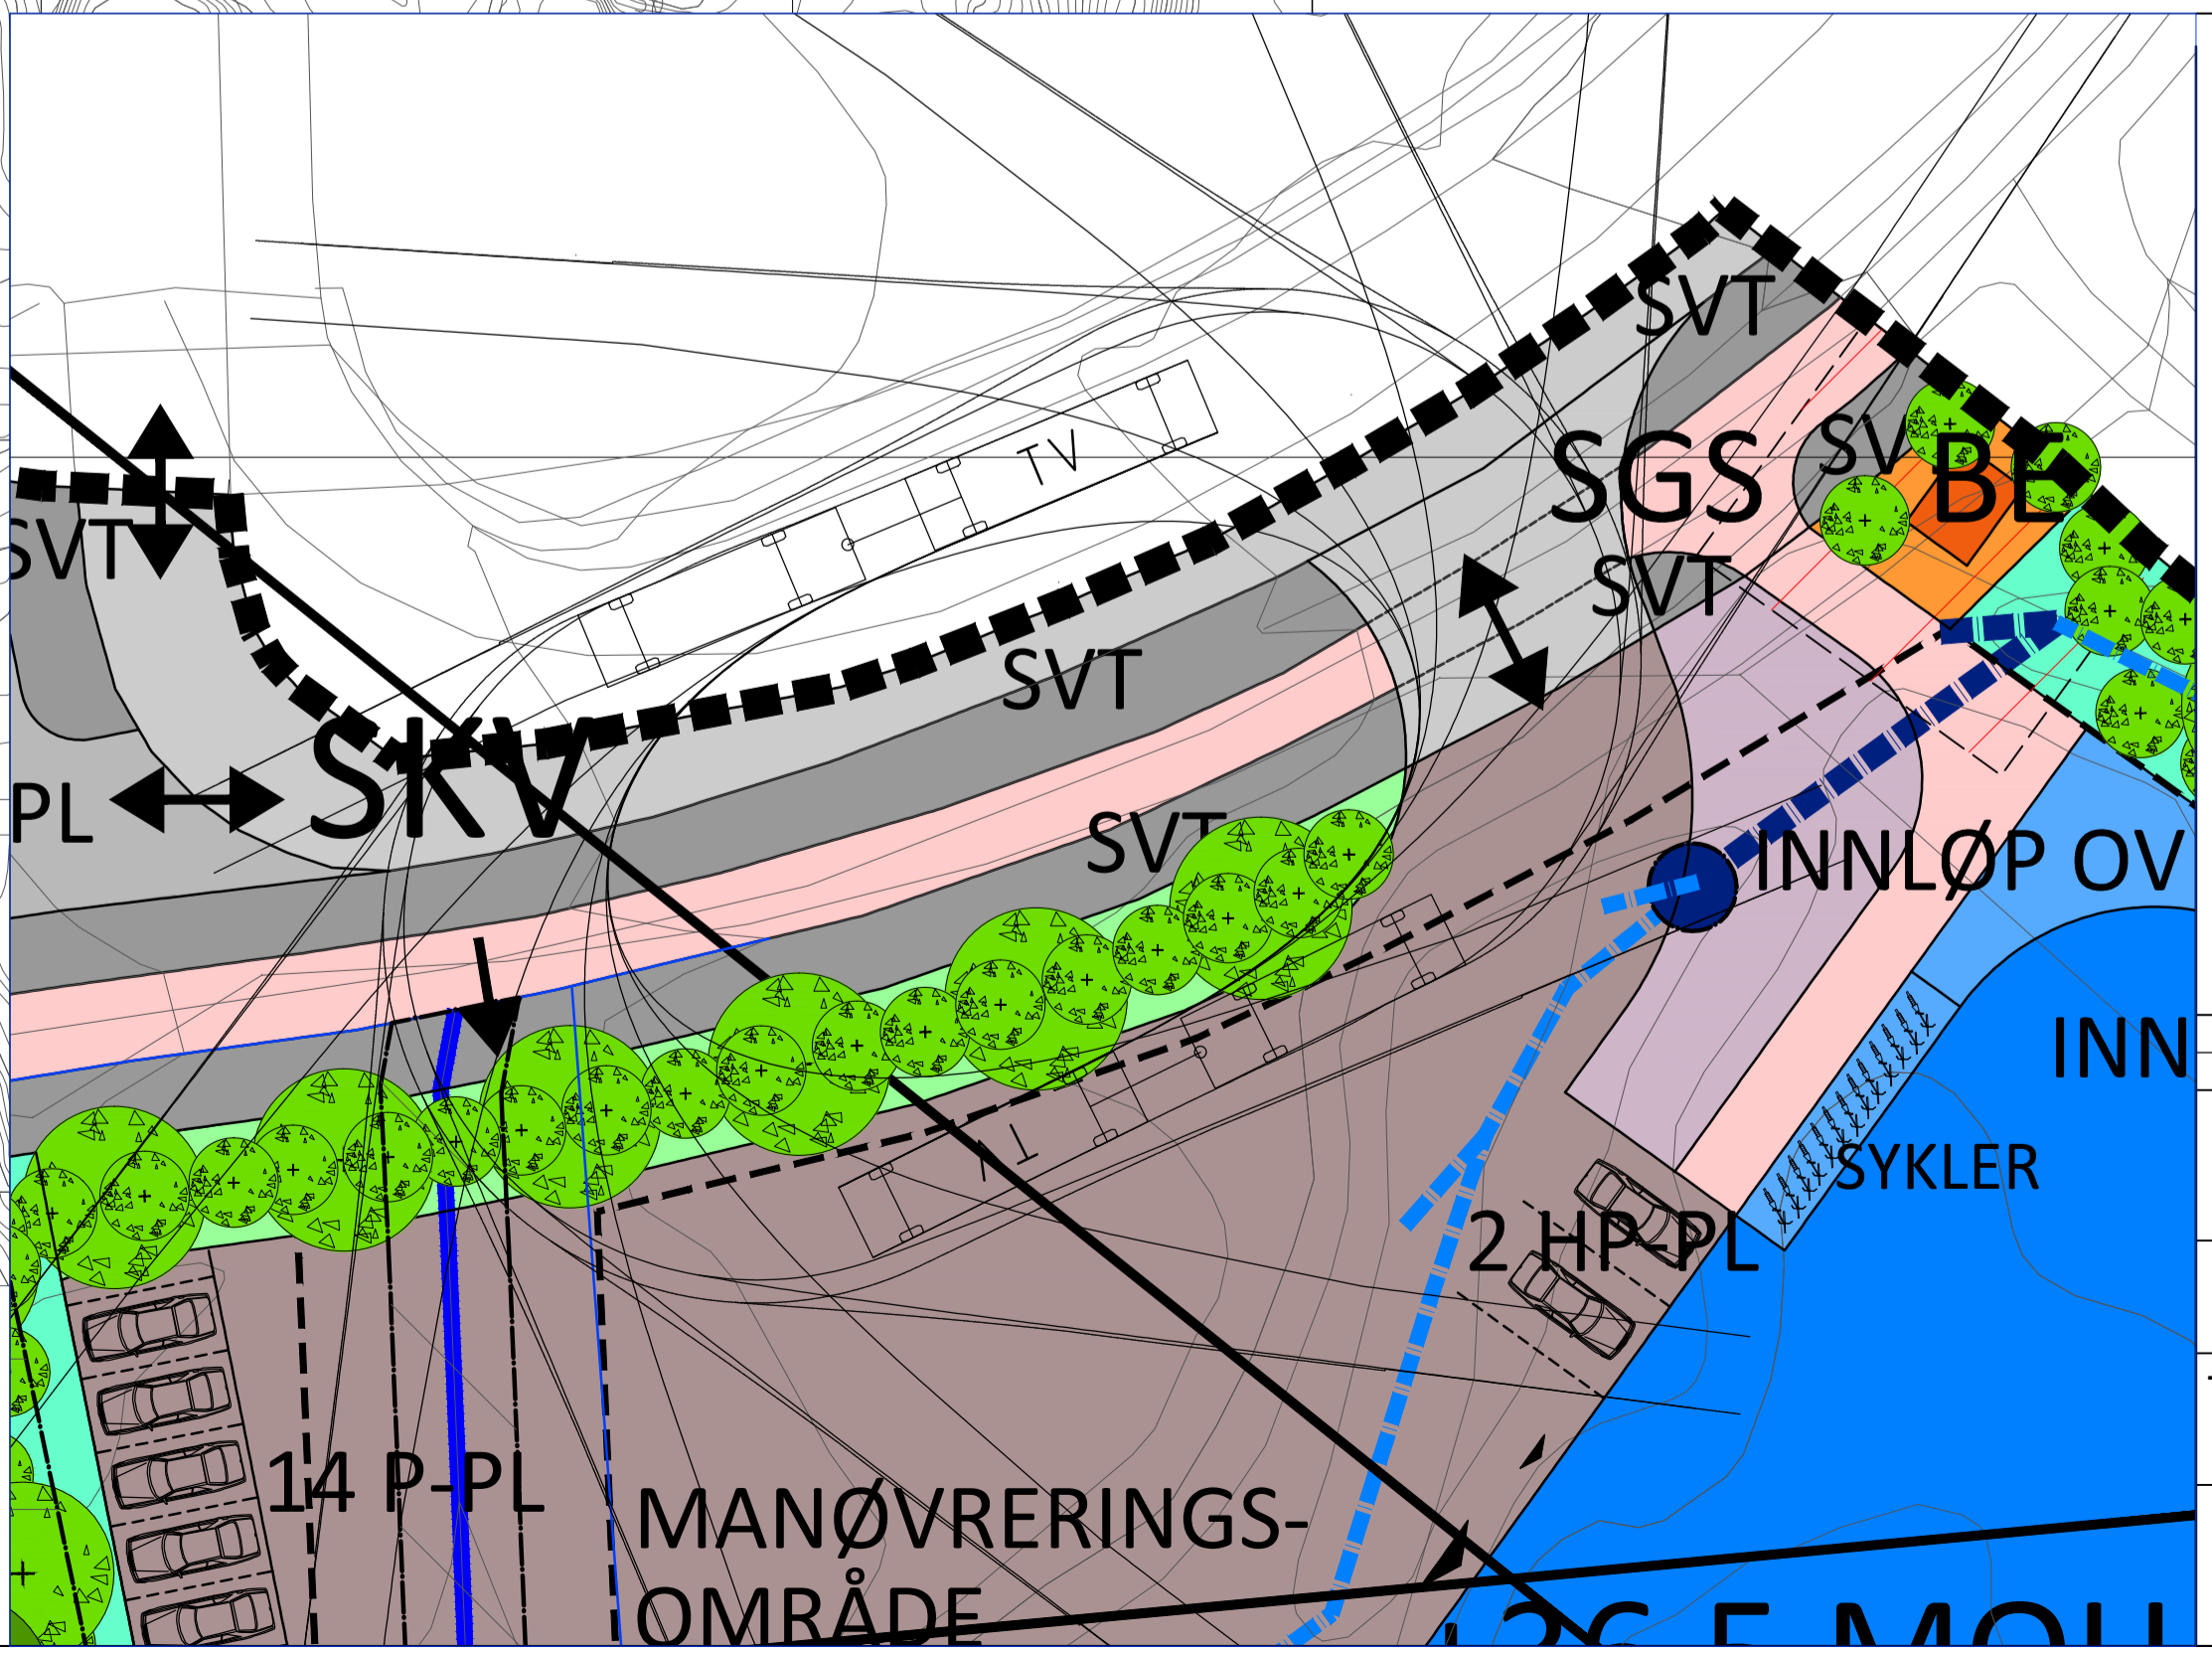 SVT
TV
SV
SGS
BE
SVT
SVT
SVT
PL
SKV
SVT
INNLØP OV
INN
SYKLER
2 HP-PL
14 P-PL
MANØVRERINGS-
OMRÅDE